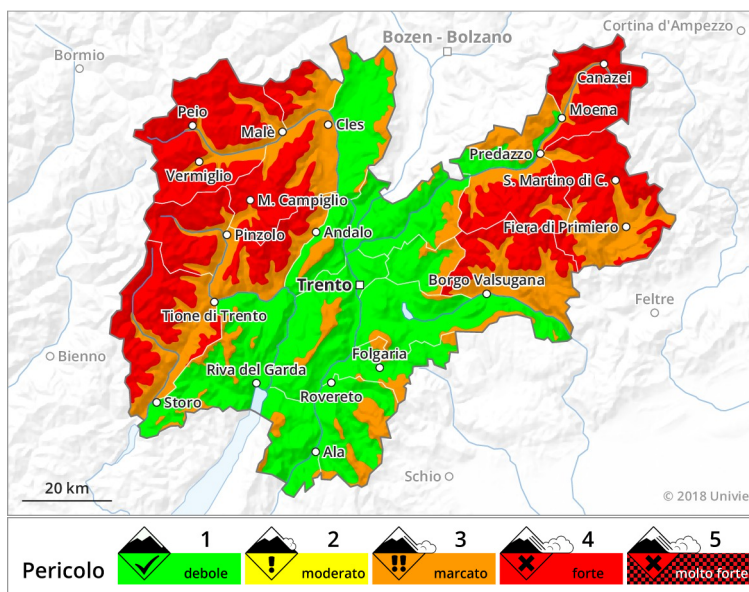 Cortina d'Ampezzo
Bozen - Bolzano
Bormio
Canazei
Peio
Moena
Malè
Cles
Predazzo
Vermiglio
S. Martino di C.
M. Campiglio
Fiera di Primiero
Pinzolo
Andalo
Borgo Valsugana
Trento
Feltre
Tione di Trento
Bienno
Folgaria
Riva del Garda
Rovereto
Storo
Ala
Schio
20 km
© 2018 Univie
1 2 3 4 5
Pericolo
debole moderato marcato forte molto forte